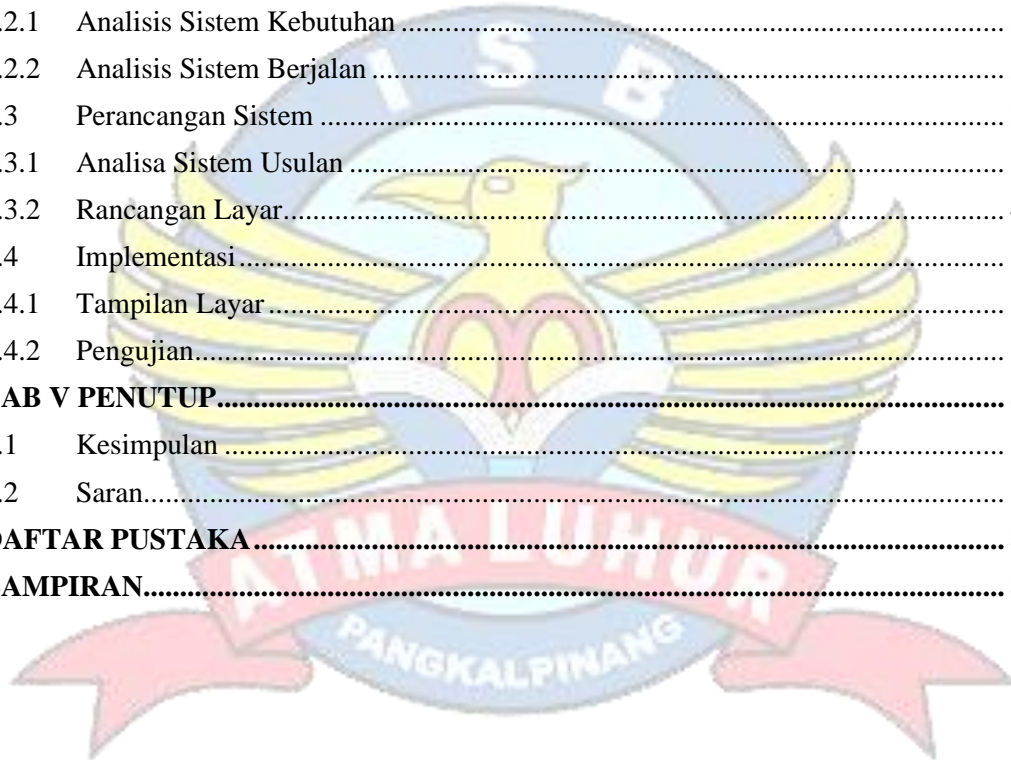 .2.1 Analisis Sistem Kebutuhan
.2.2 Analisis Sistem Berjalan
.3 Perancangan Sistem
.3.1 Analisa Sistem Usulan
.3.2 Rancangan Layar
.4 Implementasi
.4.1 Tampilan Layar
.4.2 Pengujian
AB V PENUTUP
.1 Kesimpulan
.2 Saran
DAFTAR PUSTAKA
AMPIRAN
I S B
ATMA LUHUR
PANGKALPINANG